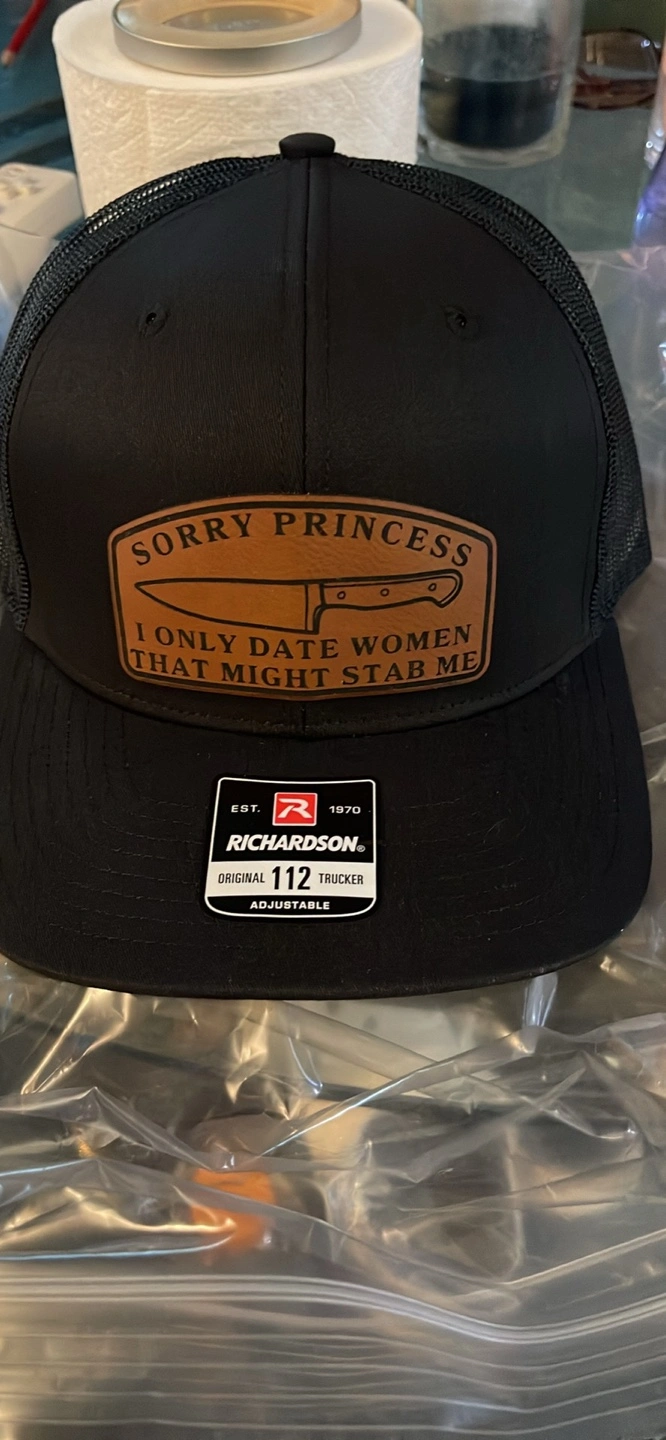 SORRY PRINCESS
I ONLY DATE WOMEN
THAT MIGHT STAB ME
EST. R 1970
RICHARDSON®
ORIGINAL 112 TRUCKER
ADJUSTABLE